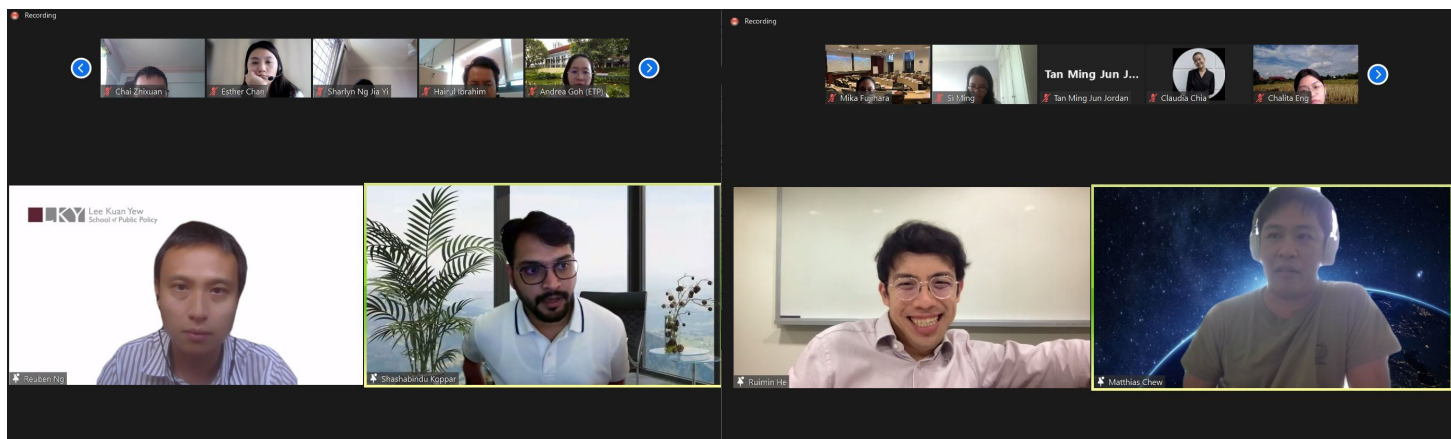 Recording
Chai Zhixuan
Esther Chan
Sharlyn Ng Jia Yi
Hairul Ibrahim
Andrea Goh (ETP)
LKY Lee Kuan Yew
School of Public Policy
Reuben Ng
Shashabindu Koppar
Recording
Mika Fujihara
Si Ming
Tan Ming Jun J...
Tan Ming Jun Jordan
Claudia Chia
Chalita Eng
Ruimin He
Matthias Chew